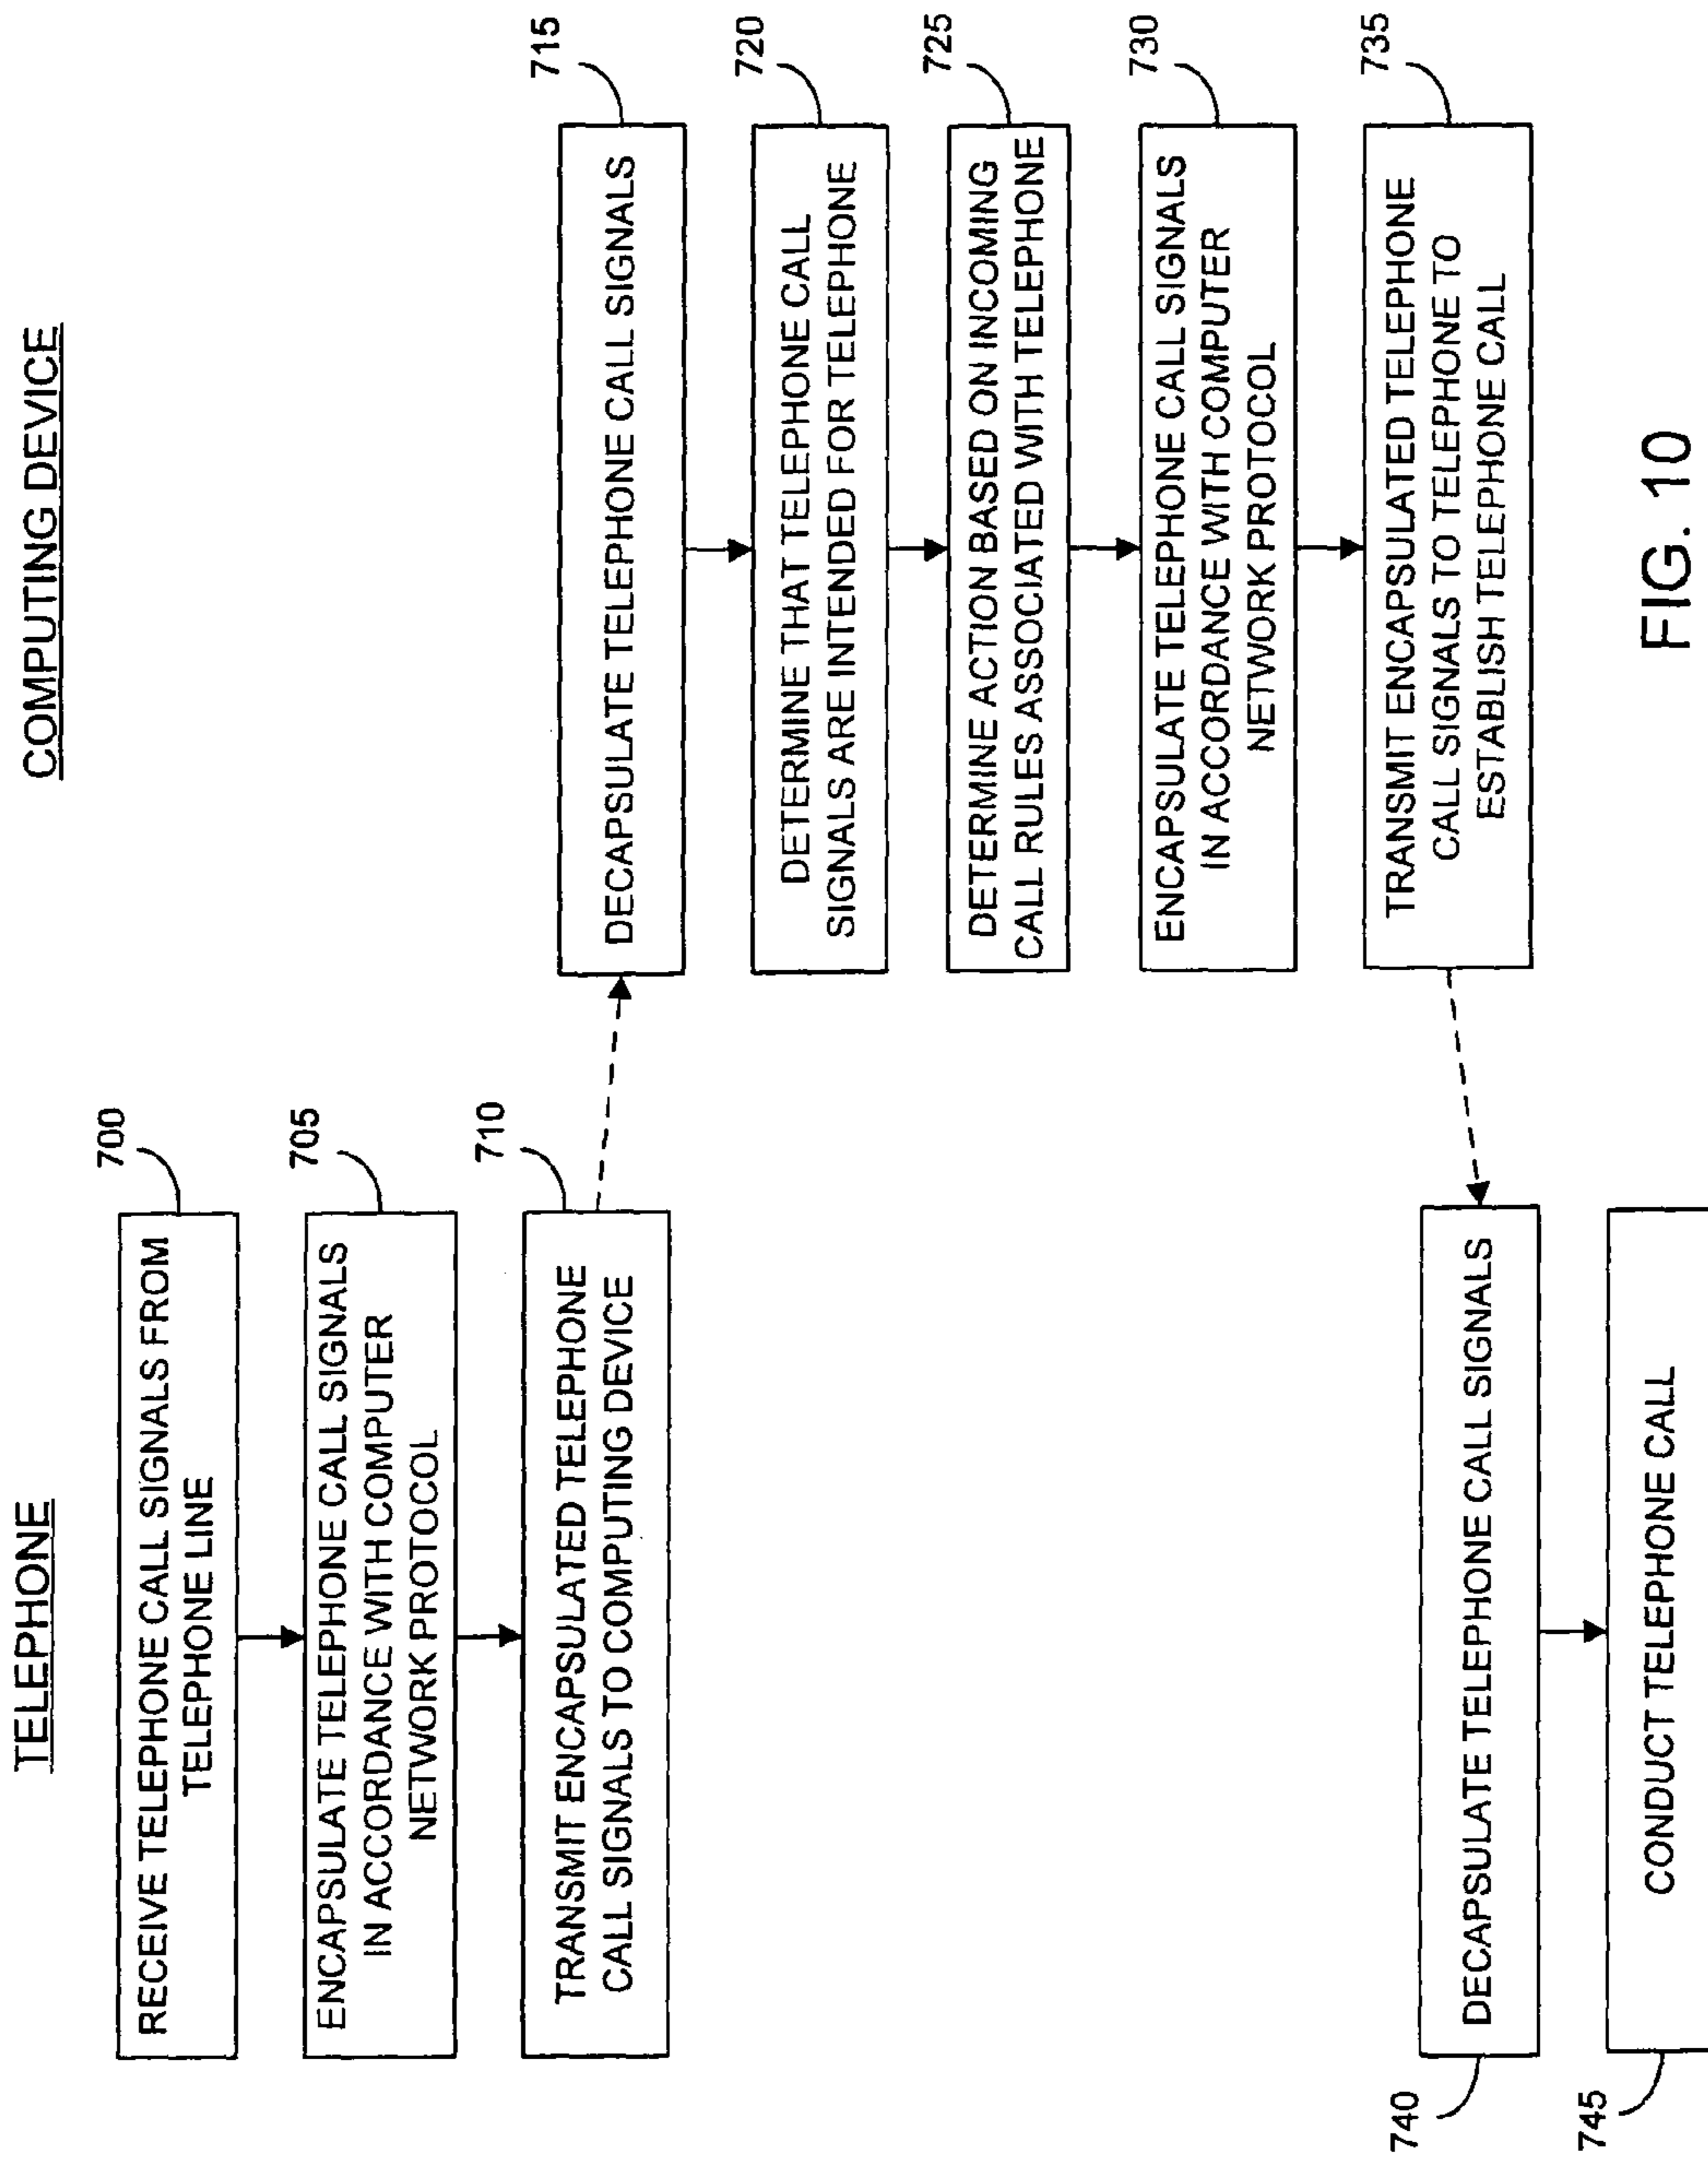 TELEPHONE
COMPUTING DEVICE
700
RECEIVE TELEPHONE CALL SIGNALS FROM
TELEPHONE LINE
705
ENCAPSULATE TELEPHONE CALL SIGNALS
IN ACCORDANCE WITH COMPUTER
NETWORK PROTOCOL
710
TRANSMIT ENCAPSULATED TELEPHONE
CALL SIGNALS TO COMPUTING DEVICE
715
DECAPSULATE TELEPHONE CALL SIGNALS
720
DETERMINE THAT TELEPHONE CALL
SIGNALS ARE INTENDED FOR TELEPHONE
725
DETERMINE ACTION BASED ON INCOMING
CALL RULES ASSOCIATED WITH TELEPHONE
730
ENCAPSULATE TELEPHONE CALL SIGNALS
IN ACCORDANCE WITH COMPUTER
NETWORK PROTOCOL
735
TRANSMIT ENCAPSULATED TELEPHONE
CALL SIGNALS TO TELEPHONE TO
ESTABLISH TELEPHONE CALL
740
DECAPSULATE TELEPHONE CALL SIGNALS
745
CONDUCT TELEPHONE CALL
FIG. 10